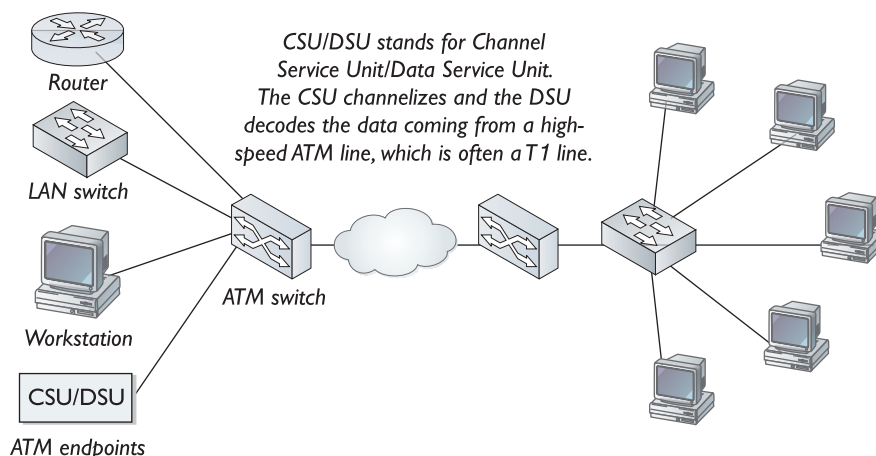 Router
LAN switch
Workstation
CSU/DSU
ATM endpoints
ATM switch
CSU/DSU stands for Channel
Service Unit/Data Service Unit.
The CSU channelizes and the DSU
decodes the data coming from a high-
speed ATM line, which is often a T1 line.